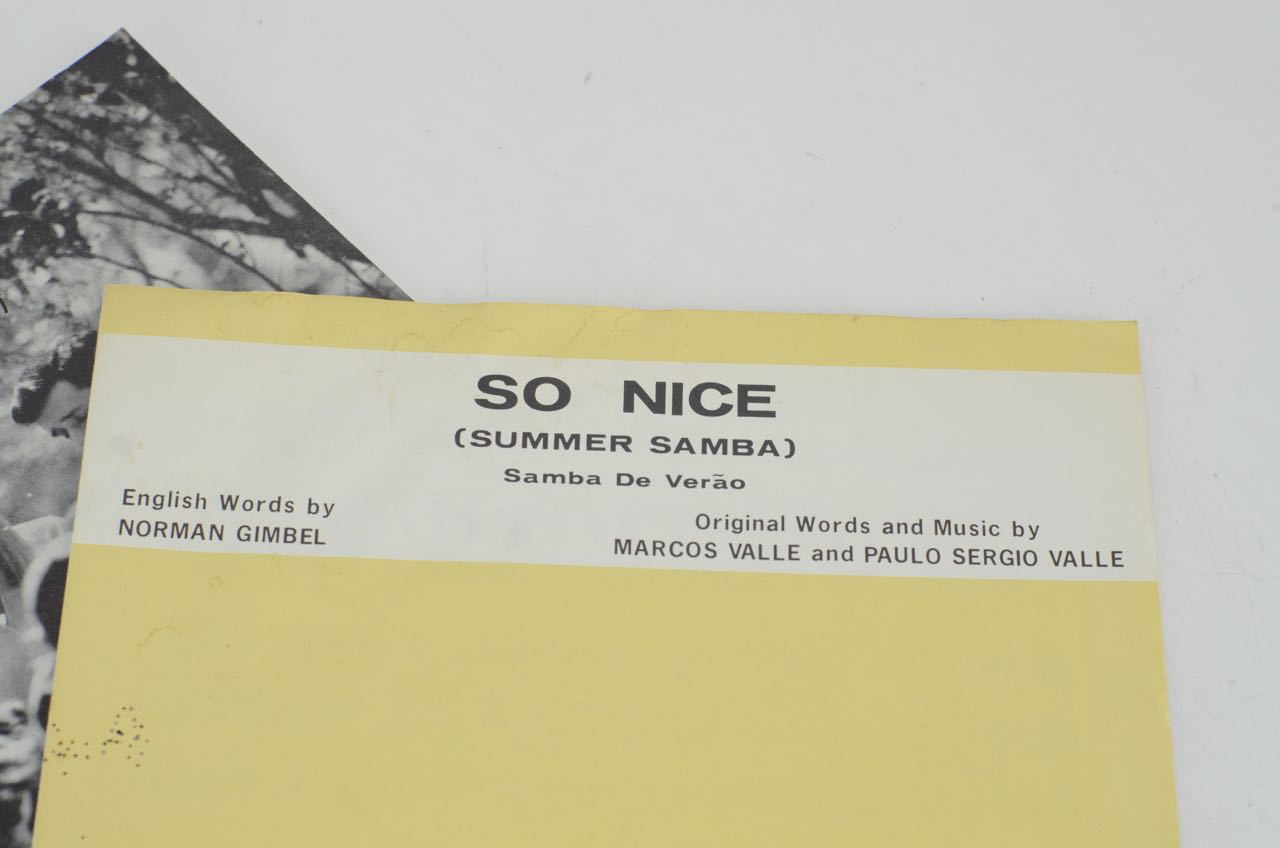 SO NICE
(SUMMER SAMBA)
Samba De Verão
English Words by
NORMAN GIMBEL
Original Words and Music by
MARCOS VALLE and PAULO SERGIO VALLE